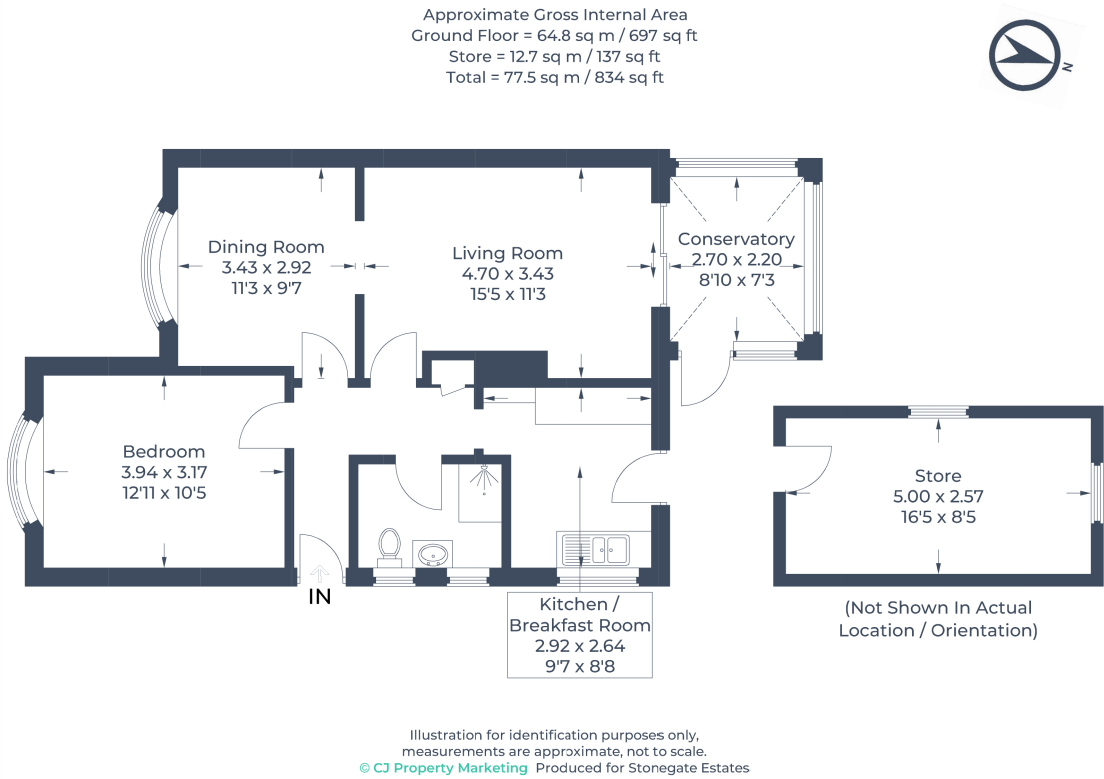 Approximate Gross Internal Area
Ground Floor = 64.8 sq m / 697 sq ft
Store = 12.7 sq m / 137 sq ft
Total = 77.5 sq m / 834 sq ft
N
Dining Room
3.43 x 2.92
11'3 x 9'7
Living Room
4.70 x 3.43
15'5 x 11'3
Conservatory
2.70 x 2.20
8'10 x 7'3
Bedroom
3.94 x 3.17
12'11 x 10'5
Store
5.00 x 2.57
16'5 x 8'5
IN
Kitchen /
Breakfast Room
2.92 x 2.64
9'7 x 8'8
(Not Shown In Actual
Location / Orientation)
Illustration for identification purposes only,
measurements are approximate, not to scale.
© CJ Property Marketing Produced for Stonegate Estates